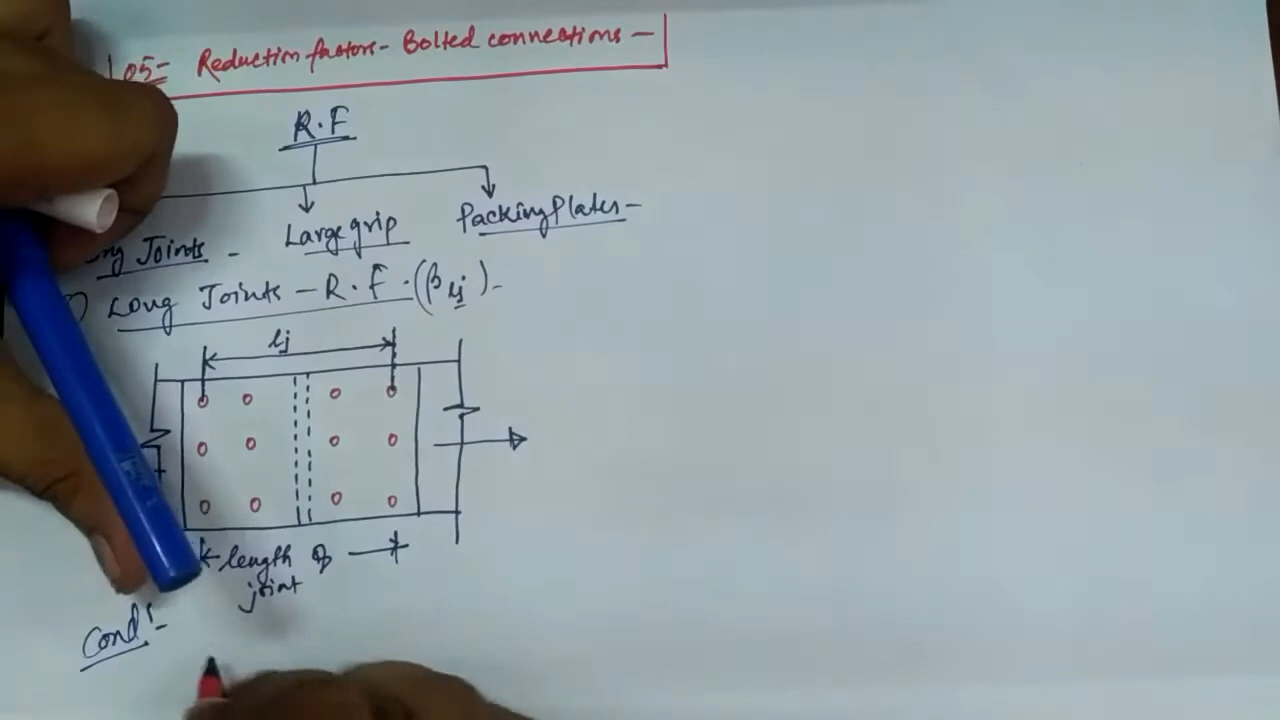 05- Reduction factors- Bolted connections -
R.F
Large grip
Packing Plates -
Joints -
Long Joints - R.F. (βlj) -
lj
length of
joint
Cond! -